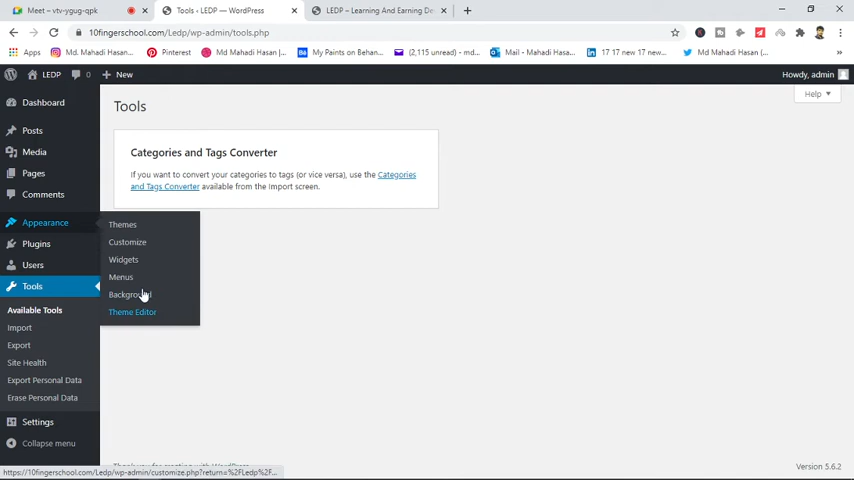 Meet – vtv-ygug-qpk
Tools ‹ LEDP — WordPress
LEDP – Learning And Earning De
10fingerschool.com/Ledp/wp-admin/tools.php
Apps
Md. Mahadi Hasan |...
Pinterest
Md Mahadi Hasan |...
My Paints on Behan...
(2,115 unread) - md...
Mail - Mahadi Hasa...
17 17 new 17 new...
Md Mahadi Hasan (...
LEDP
0
New
Howdy, admin
Help
Dashboard
Posts
Media
Pages
Comments
Appearance
Plugins
Users
Tools
Available Tools
Import
Export
Site Health
Export Personal Data
Erase Personal Data
Settings
Collapse menu
Themes
Customize
Widgets
Menus
Background
Theme Editor
Tools
Categories and Tags Converter
If you want to convert your categories to tags (or vice versa), use the Categories
and Tags Converter available from the Import screen.
https://10fingerschool.com/Ledp/wp-admin/customize.php?return=%2FLedp%2F...
Version 5.6.2